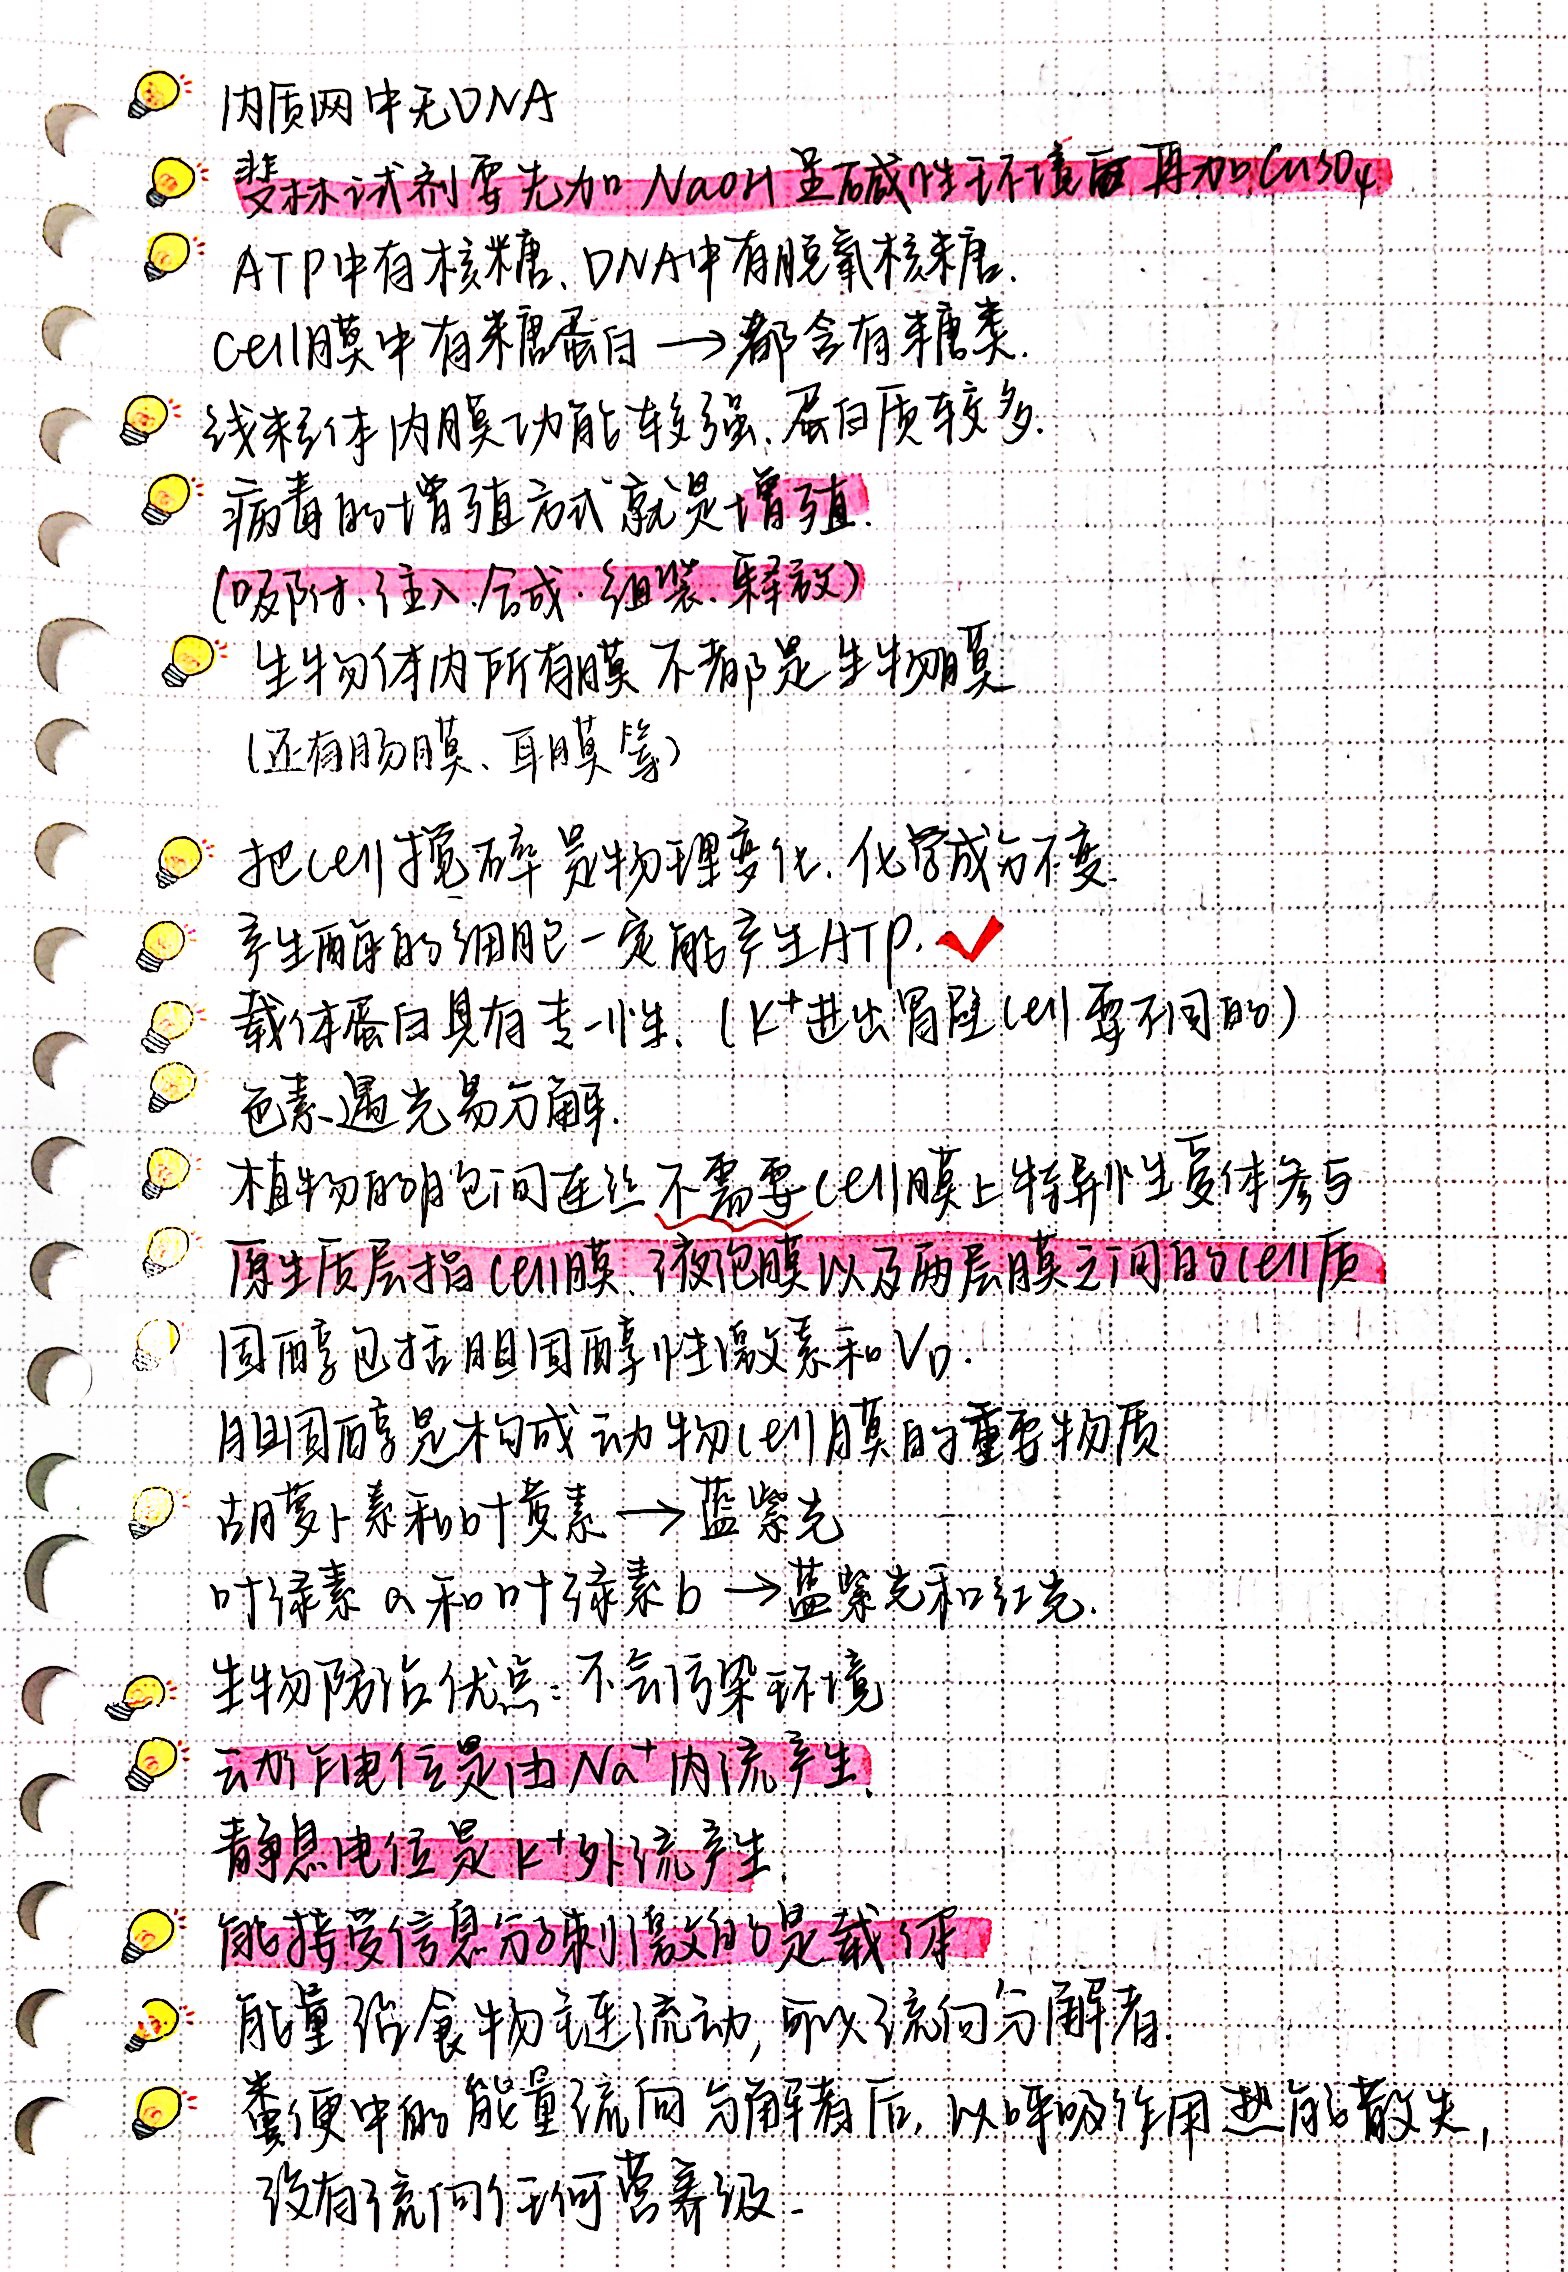 内质网中无DNA
斐林试剂要先加NaOH呈碱性环境再加CuSO₄
ATP中有核糖、DNA中有脱氧核糖.
cell膜中有糖蛋白→都含有糖类.
线粒体内膜功能较强、蛋白质较多.
病毒的增殖方式就是增殖.
(吸附、注入、合成.组装.释放)
生物体内所有膜不都是生物膜
(还有肠膜、耳膜等)
把cell搅碎是物理变化.化学成分不变.
产生酶的细胞一定能产生ATP.✓
载体蛋白具有专一性.(K⁺进出胃壁cell要不同的)
色素遇光易分解.
植物的胞间连丝不需要cell膜上特异性受体参与
原生质层指cell膜、液泡膜以及两层膜之间的cell质
固醇包括胆固醇性激素和V_D.
胆固醇是构成动物cell膜的重要物质
胡萝卜素和叶黄素→蓝紫光
叶绿素a和叶绿素b→蓝紫光和红光.
生物防治优点:不会污染环境
动作电位是由Na⁺内流产生.
静息电位是K⁺外流产生.
能接受信息分子刺激的是载体
能量沿食物链流动,可以流向分解者.
粪便中的能量流向分解者后,以呼吸作用热能散失,
没有流向任何营养级.